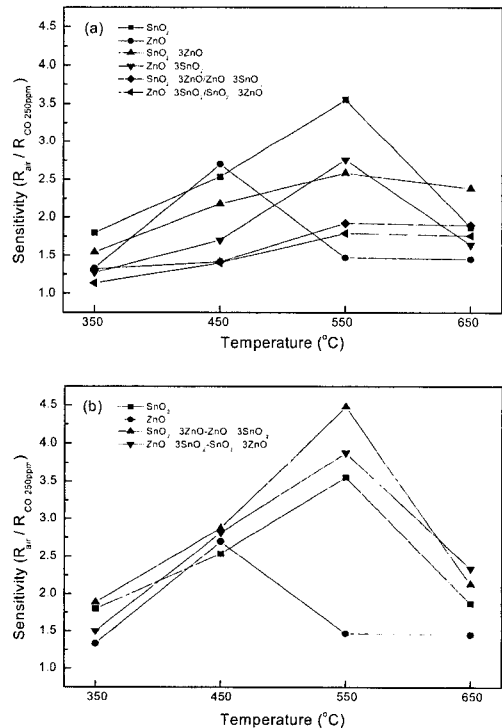 (a)
SnO2
ZnO
SnO2 3ZnO
ZnO 3SnO2
SnO2 3ZnO/ZnO 3SnO2
ZnO 3SnO2/SnO2 3ZnO
4.5
4.0
3.5
3.0
2.5
2.0
1.5
1.0
Sensitivity (Rair / RCO 250ppm)
350 450 550 650
Temperature (°C)
(b)
SnO2
ZnO
SnO2 3ZnO-ZnO 3SnO2
ZnO 3SnO2-SnO2 3ZnO
4.5
4.0
3.5
3.0
2.5
2.0
1.5
1.0
Sensitivity (Rair / RCO 250ppm)
350 450 550 650
Temperature (°C)